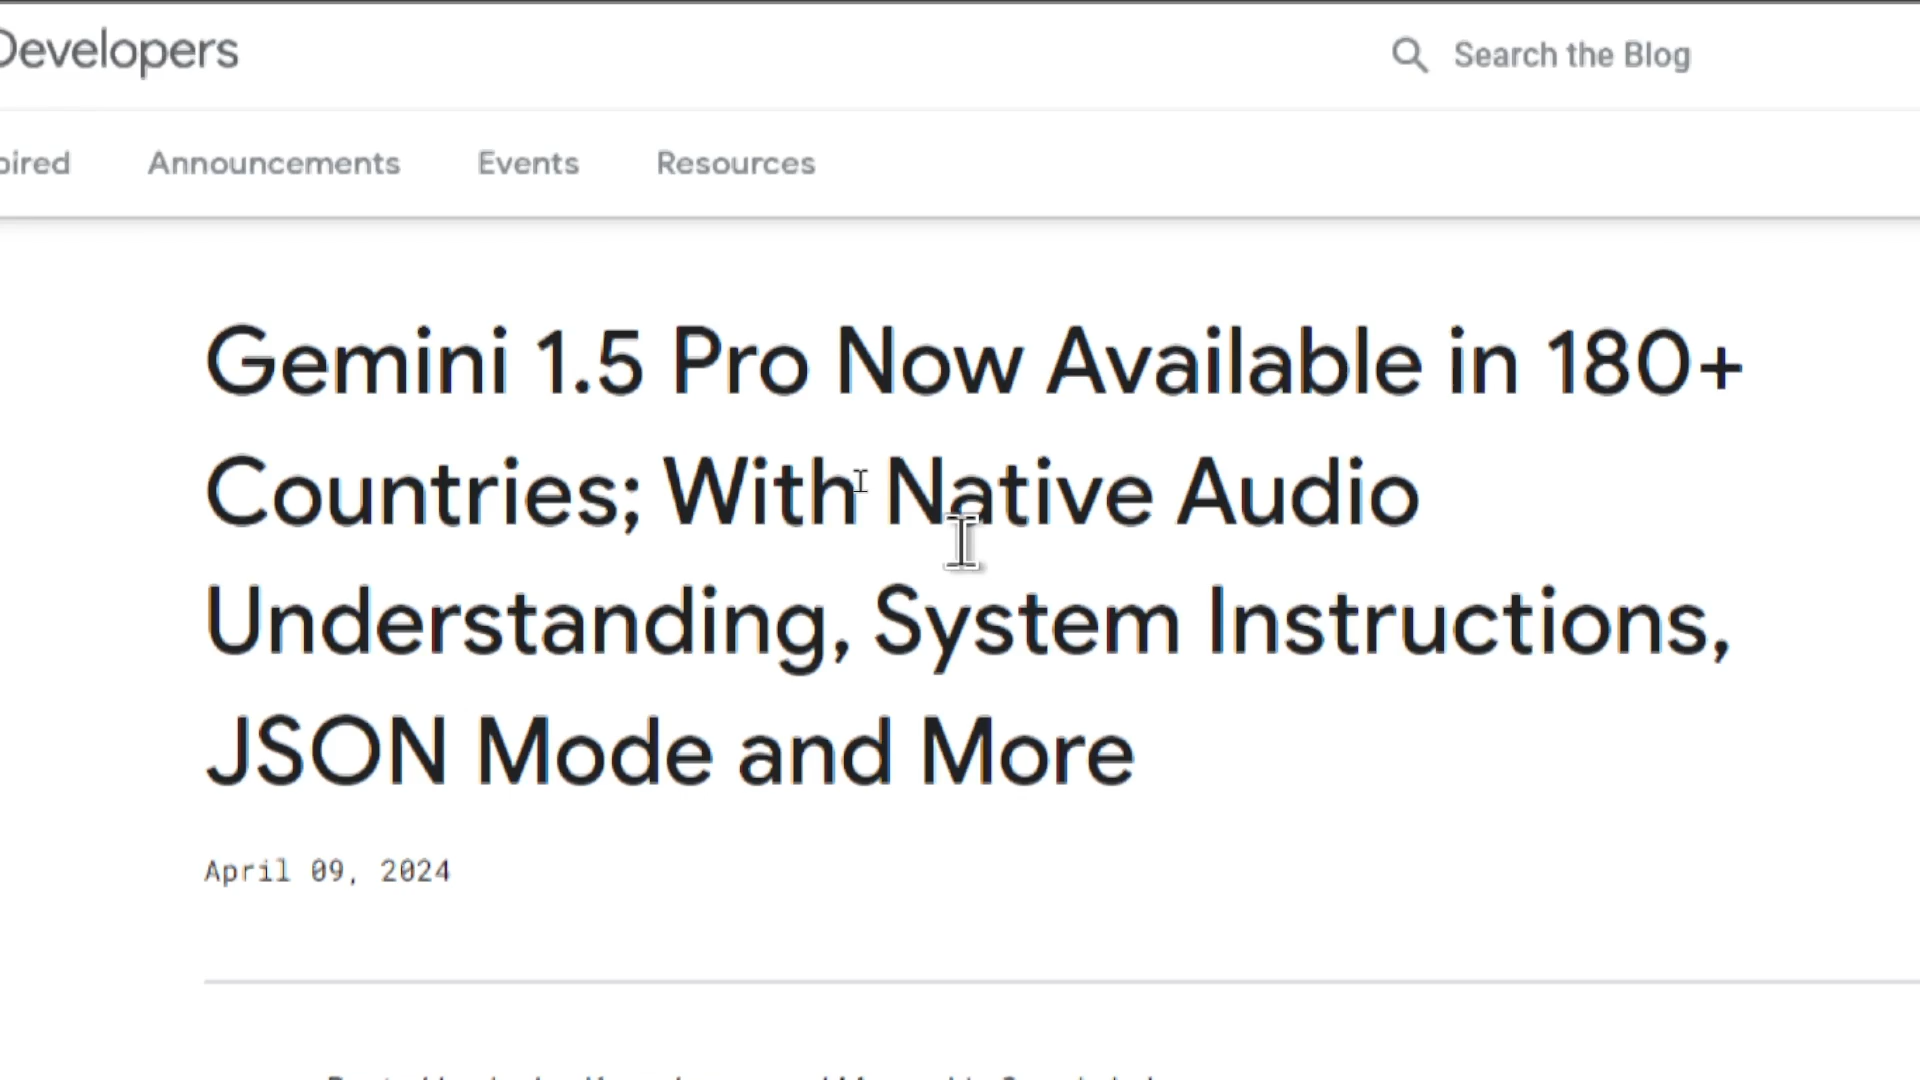 Developers
Search the Blog
Announcements Events Resources
Gemini 1.5 Pro Now Available in 180+
Countries; With Native Audio
Understanding, System Instructions,
JSON Mode and More
April 09, 2024